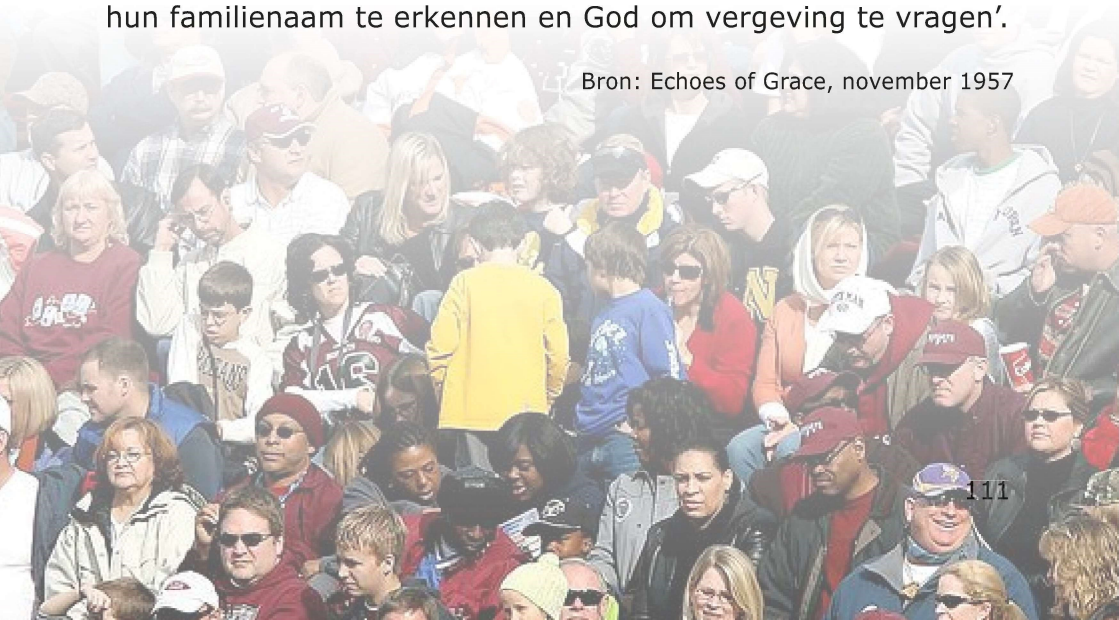 hun familienaam te erkennen en God om vergeving te vragen’.
Bron: Echoes of Grace, november 1957
N
111